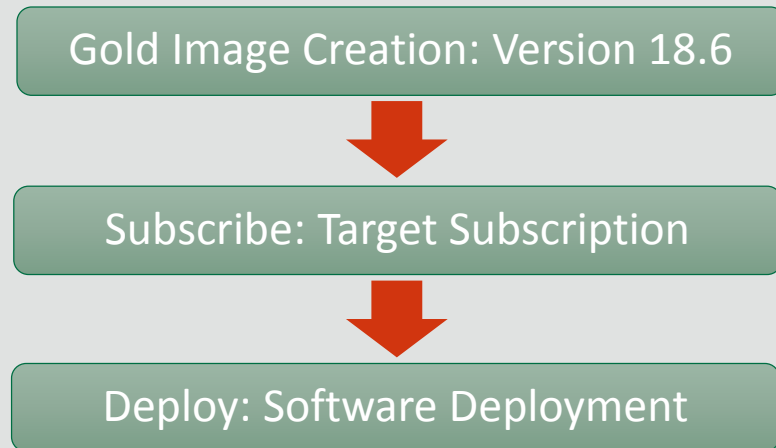 Gold Image Creation: Version 18.6
Subscribe: Target Subscription
Deploy: Software Deployment